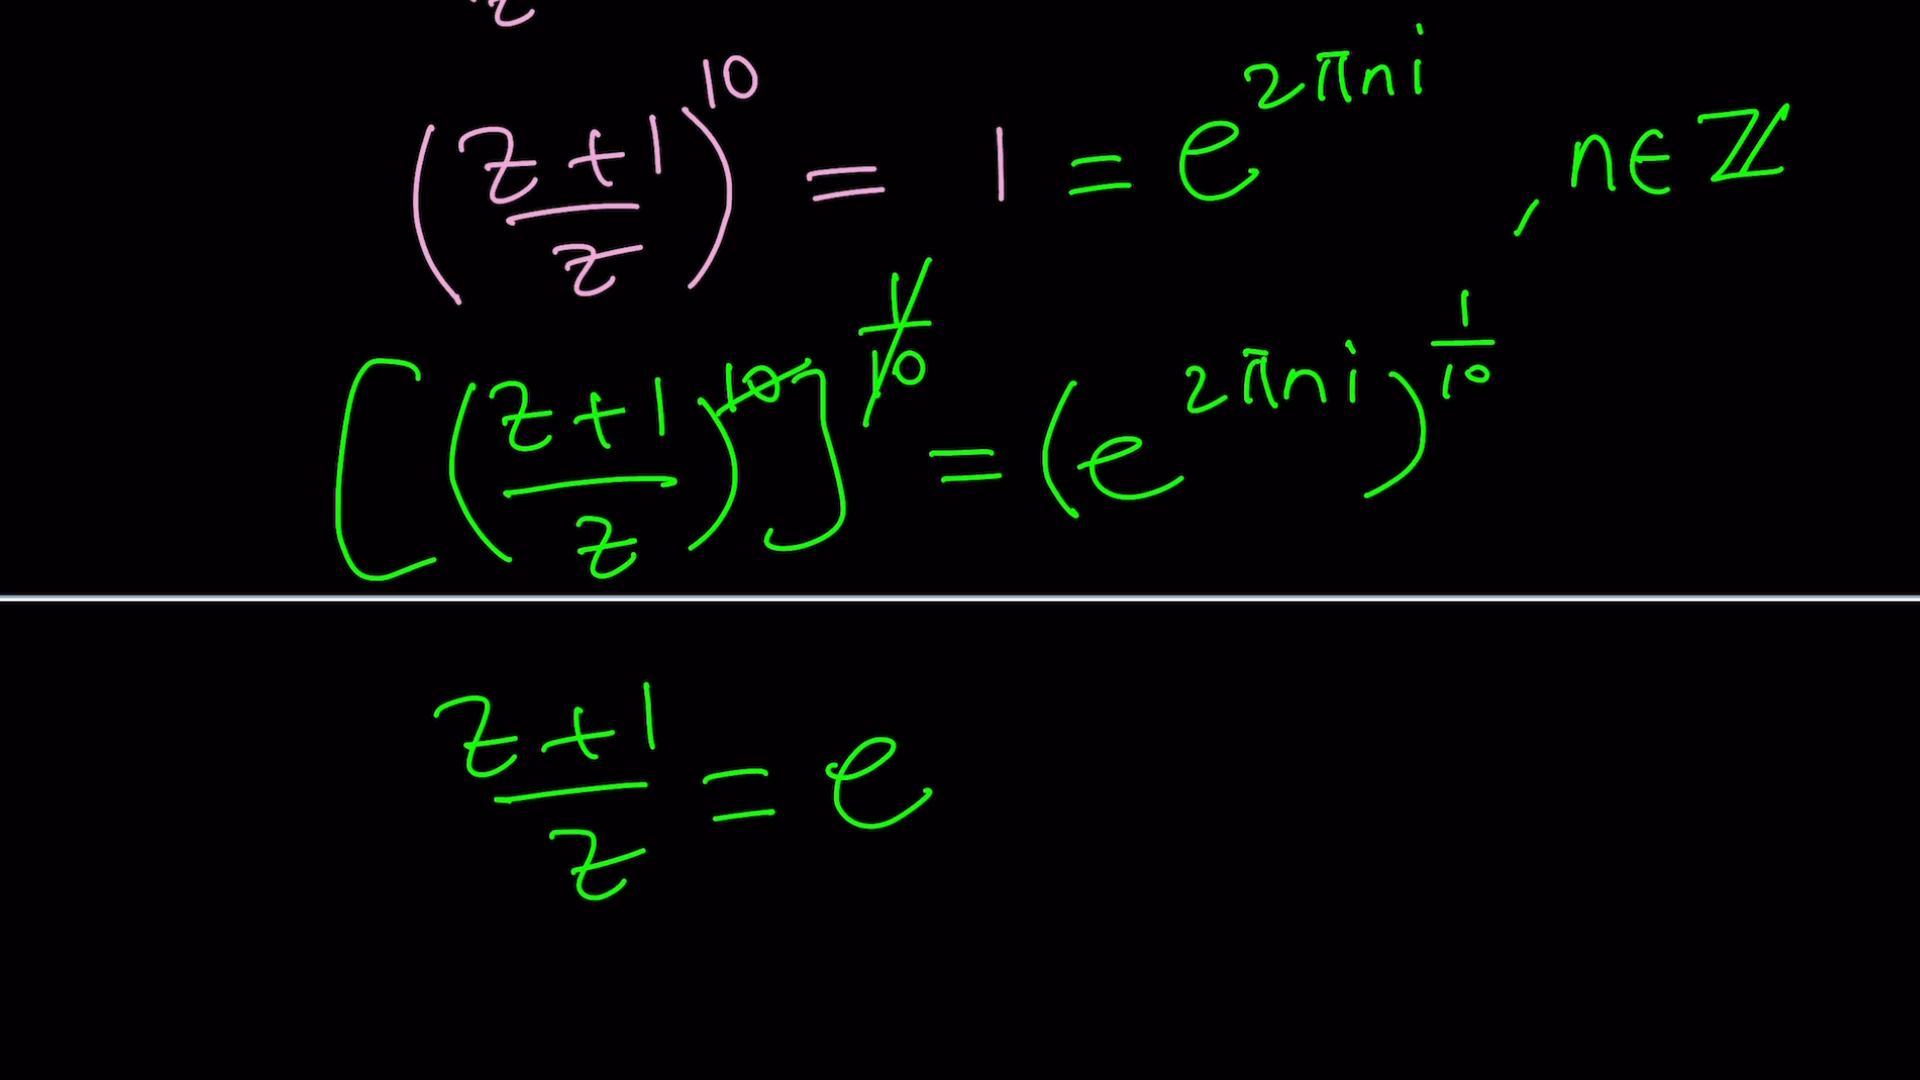 z
(z+1/z)^10 = 1 = e^2πni, n∈ℤ
[(z+1/z)^10]^1/10 = (e^2πni)^1/10
z+1/z = e